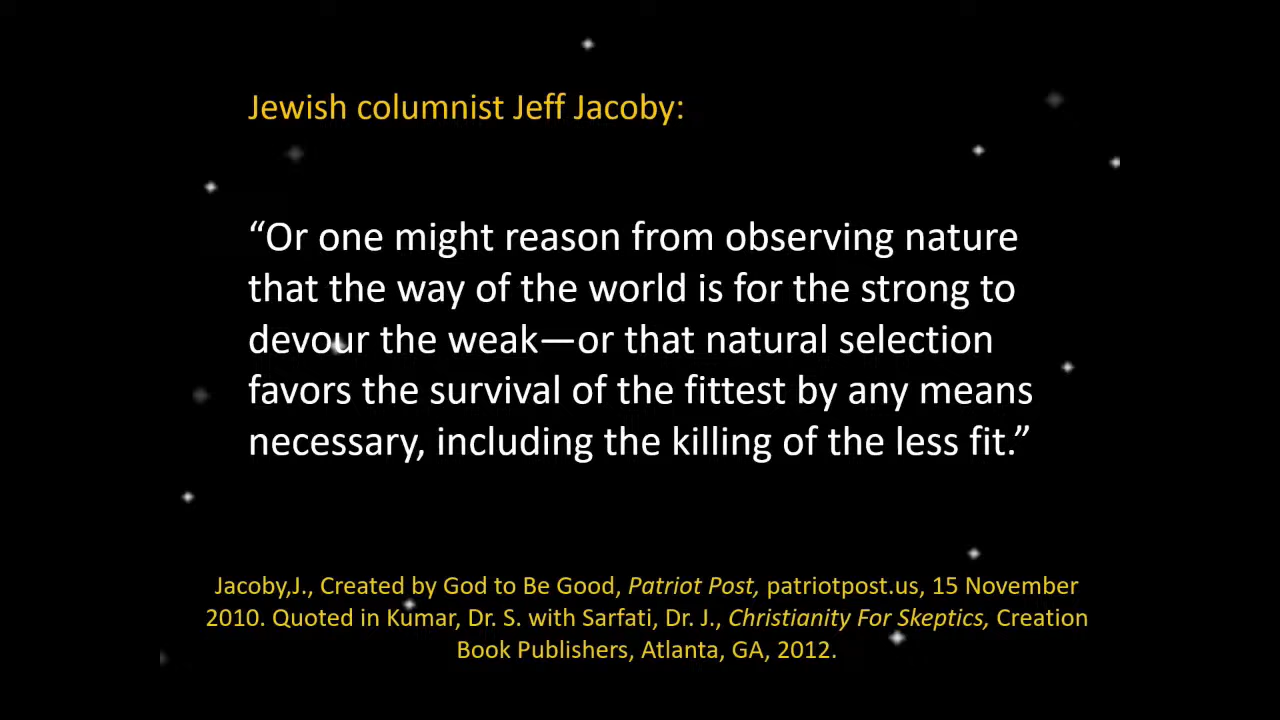 Jewish columnist Jeff Jacoby:
“Or one might reason from observing nature
that the way of the world is for the strong to
devour the weak—or that natural selection
favors the survival of the fittest by any means
necessary, including the killing of the less fit.”
Jacoby,J., Created by God to Be Good, Patriot Post, patriotpost.us, 15 November
2010. Quoted in Kumar, Dr. S. with Sarfati, Dr. J., Christianity For Skeptics, Creation
Book Publishers, Atlanta, GA, 2012.